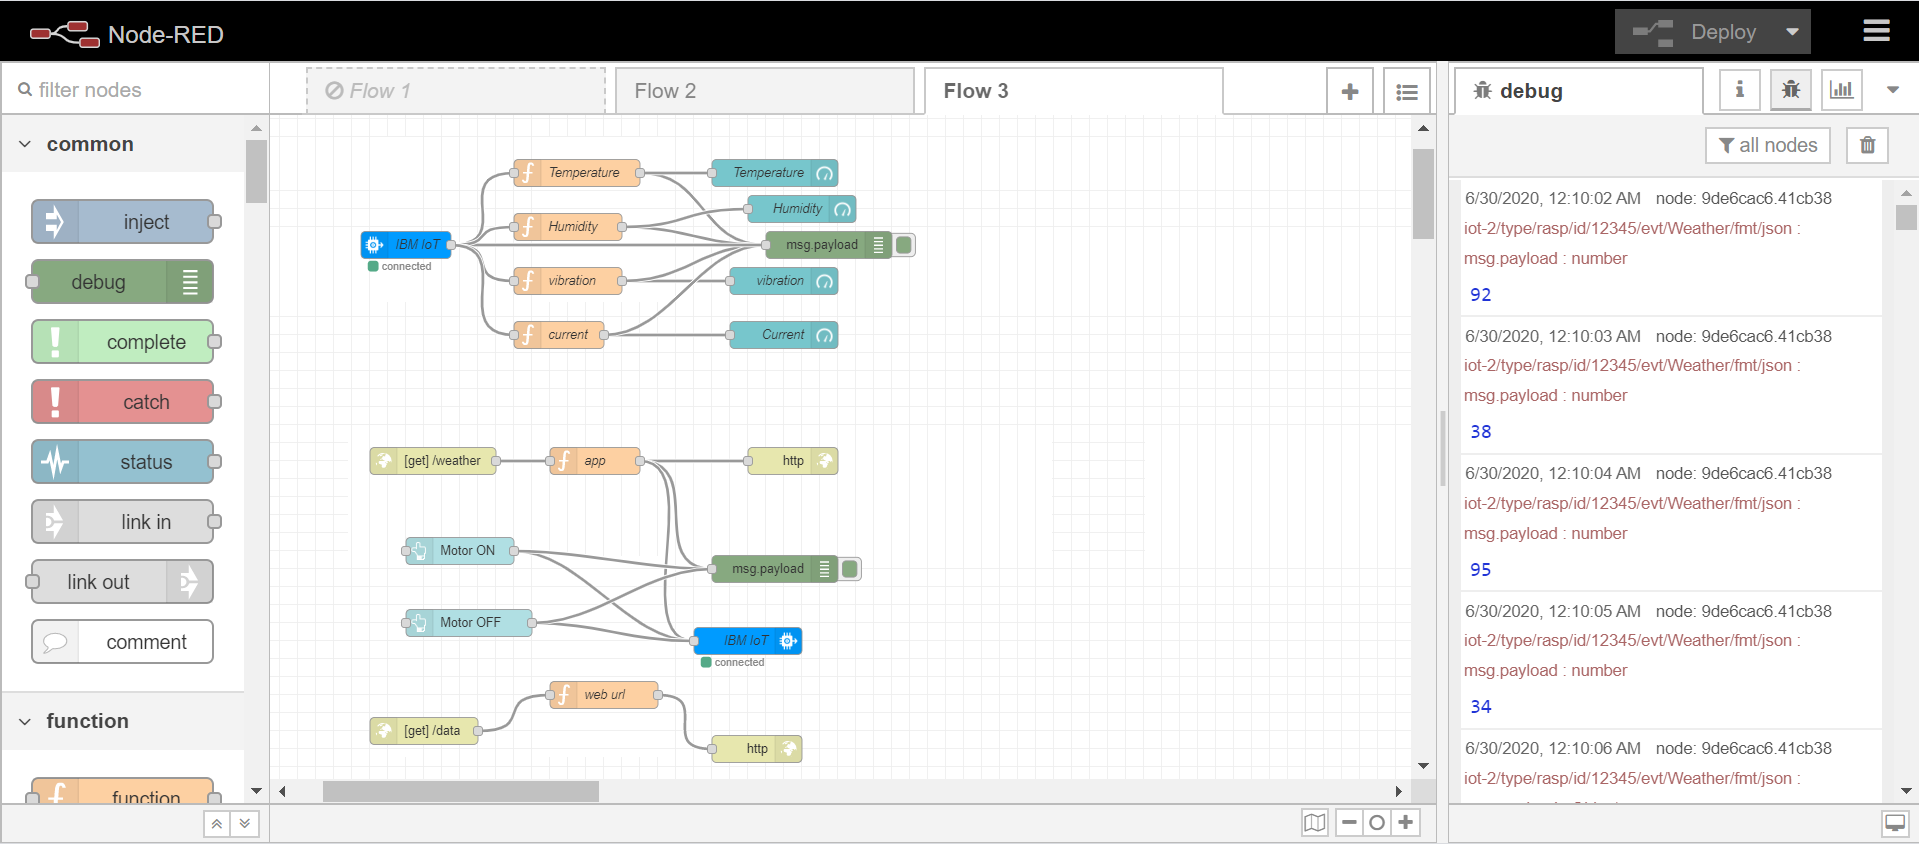 Node-RED
Deploy
filter nodes
Flow 1
Flow 2
Flow 3
debug
all nodes
common
inject
debug
complete
catch
status
link in
link out
comment
function
function
IBM IoT
connected
Temperature
Humidity
vibration
current
Temperature
Humidity
msg.payload
vibration
Current
[get] /weather
app
http
Motor ON
Motor OFF
msg.payload
IBM IoT
connected
web url
[get] /data
http
6/30/2020, 12:10:02 AM node: 9de6cac6.41cb38
iot-2/type/rasp/id/12345/evt/Weather/fmt/json :
msg.payload : number
92
6/30/2020, 12:10:03 AM node: 9de6cac6.41cb38
iot-2/type/rasp/id/12345/evt/Weather/fmt/json :
msg.payload : number
38
6/30/2020, 12:10:04 AM node: 9de6cac6.41cb38
iot-2/type/rasp/id/12345/evt/Weather/fmt/json :
msg.payload : number
95
6/30/2020, 12:10:05 AM node: 9de6cac6.41cb38
iot-2/type/rasp/id/12345/evt/Weather/fmt/json :
msg.payload : number
34
6/30/2020, 12:10:06 AM node: 9de6cac6.41cb38
iot-2/type/rasp/id/12345/evt/Weather/fmt/json :